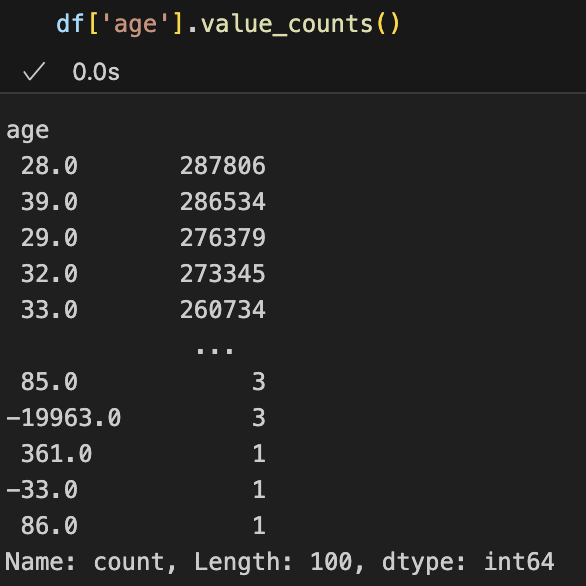 df['age'].value_counts()
✓ 0.0s
age
28.0 287806
39.0 286534
29.0 276379
32.0 273345
33.0 260734
...
85.0 3
-19963.0 3
361.0 1
-33.0 1
86.0 1
Name: count, Length: 100, dtype: int64